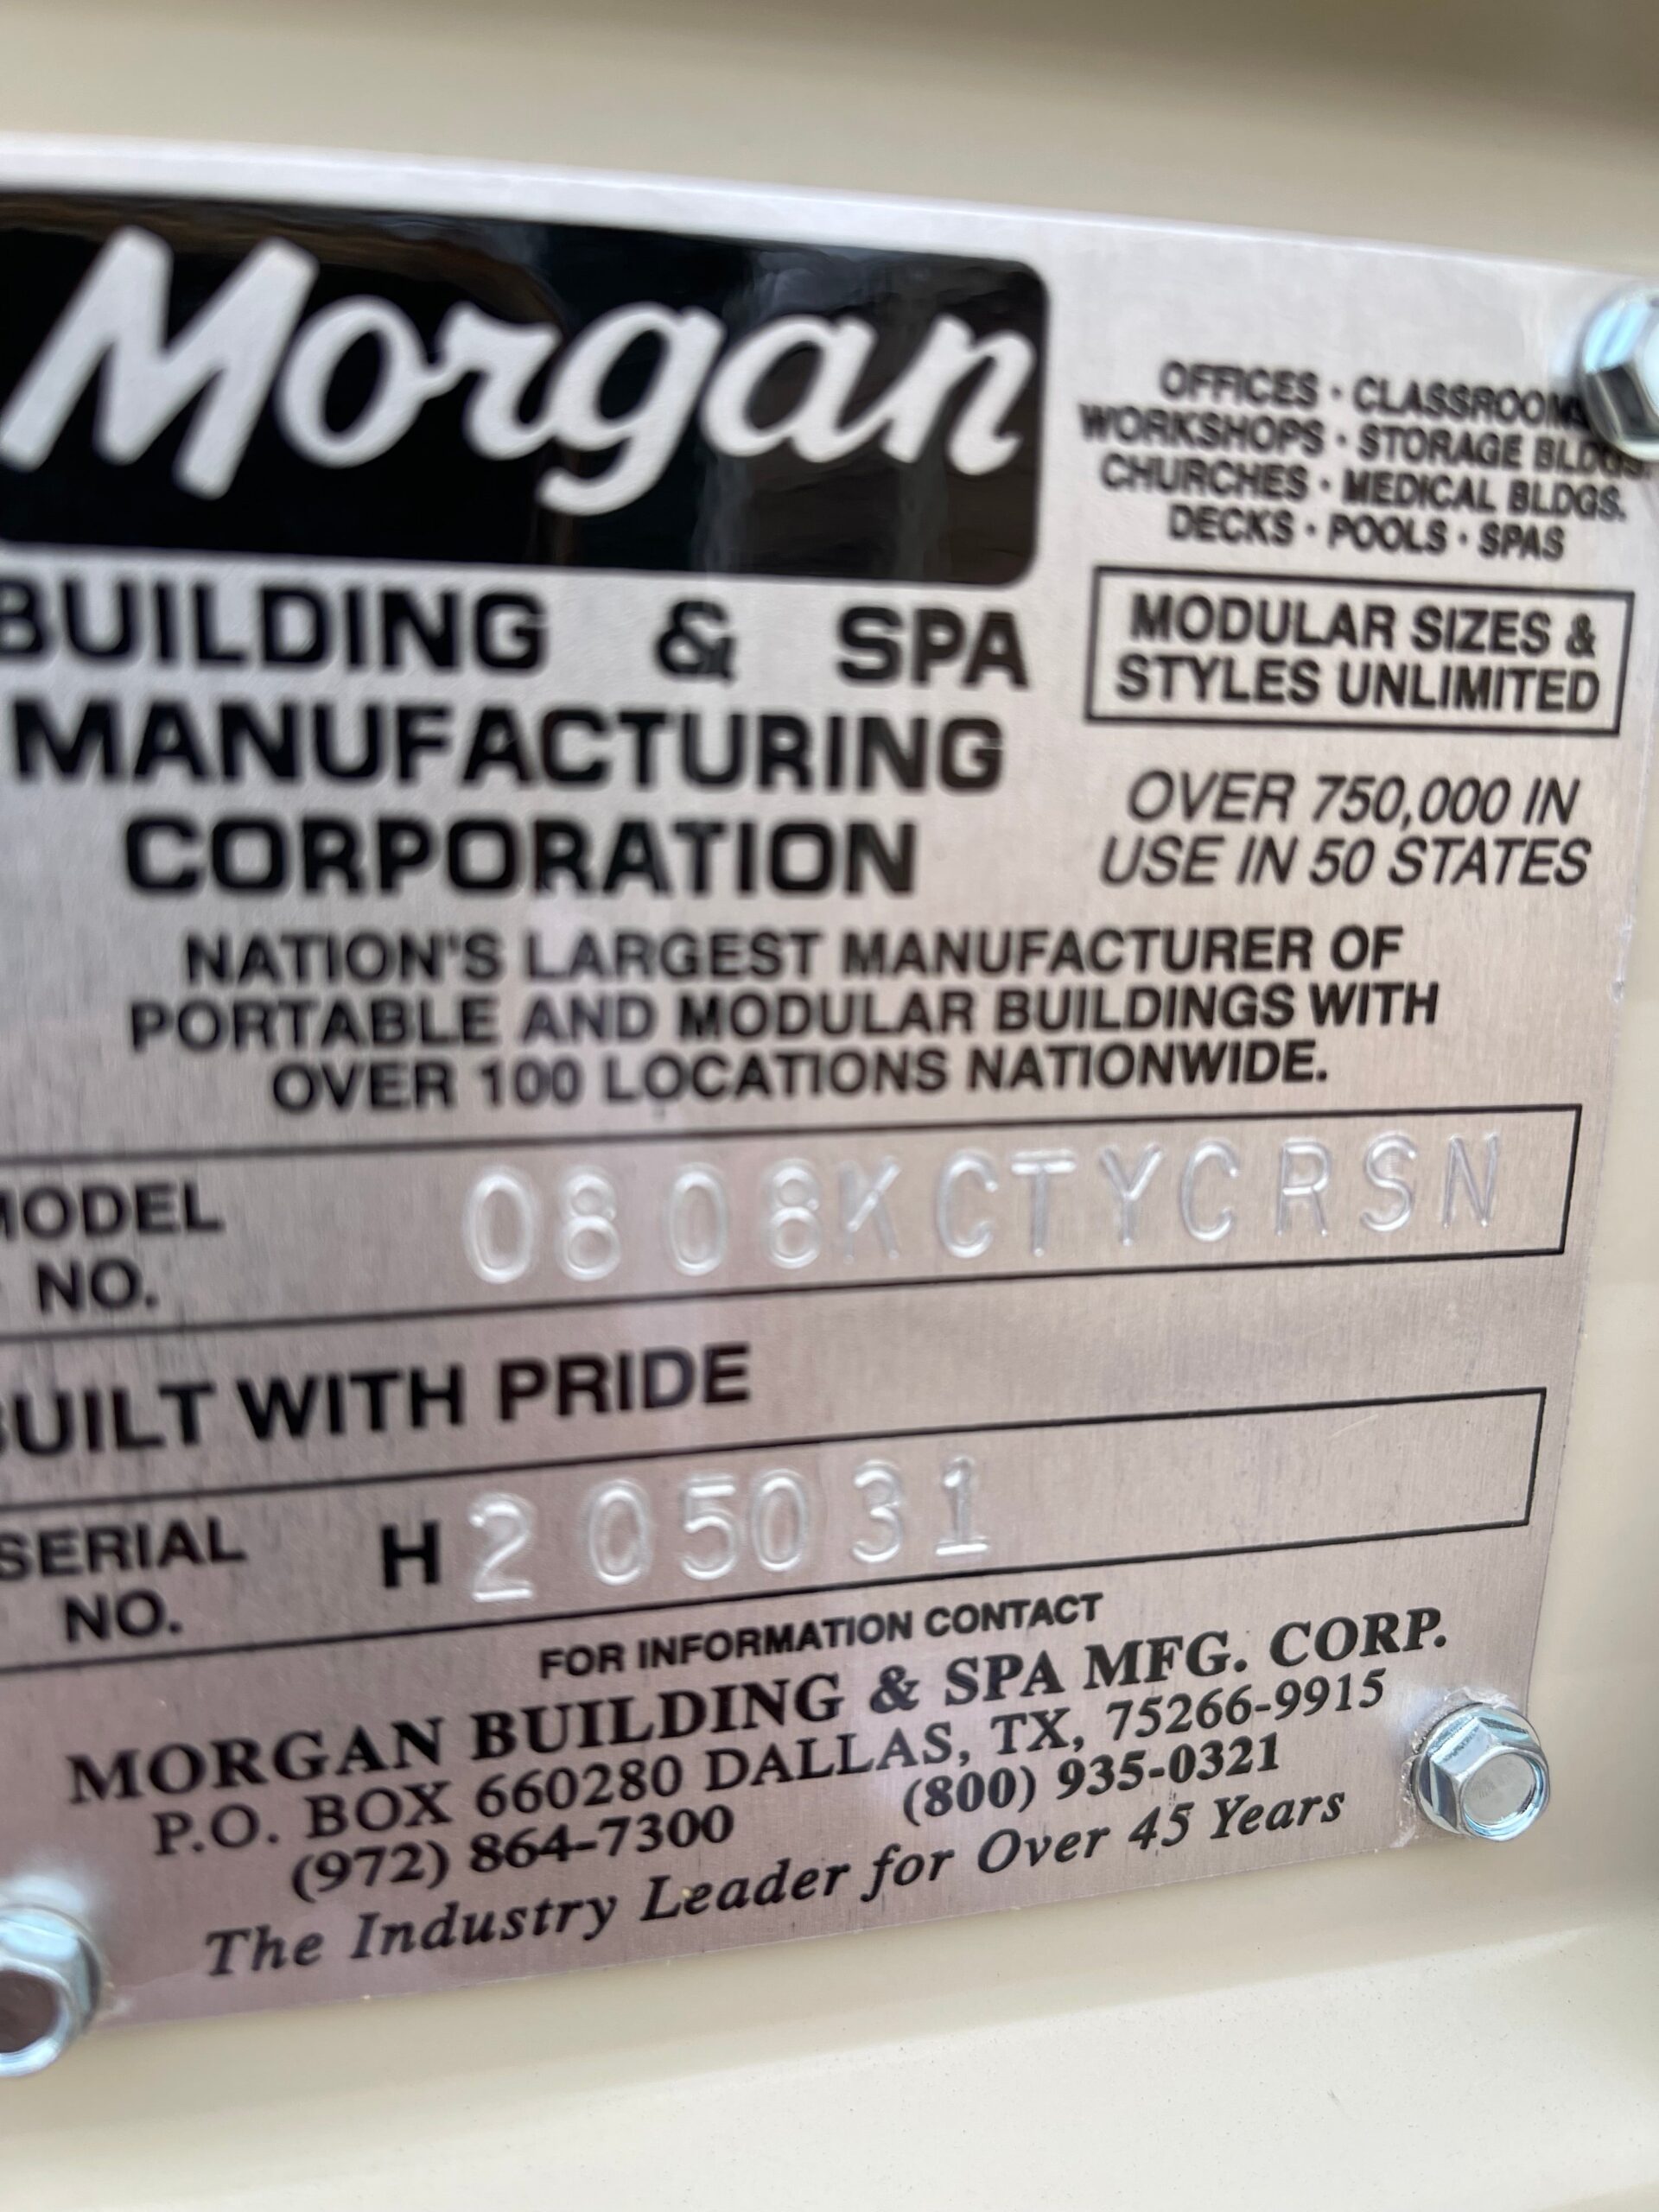 Morgan
OFFICES · CLASSROOMS
WORKSHOPS · STORAGE BLDGS.
CHURCHES · MEDICAL BLDGS.
DECKS · POOLS · SPAS
BUILDING & SPA
MANUFACTURING
CORPORATION
MODULAR SIZES &
STYLES UNLIMITED
OVER 750,000 IN
USE IN 50 STATES
NATION'S LARGEST MANUFACTURER OF
PORTABLE AND MODULAR BUILDINGS WITH
OVER 100 LOCATIONS NATIONWIDE.
MODEL NO. 0808KCTYCRSN
BUILT WITH PRIDE
SERIAL NO. H 205031
FOR INFORMATION CONTACT
MORGAN BUILDING & SPA MFG. CORP.
P.O. BOX 660280 DALLAS, TX, 75266-9915
(972) 864-7300 (800) 935-0321
The Industry Leader for Over 45 Years